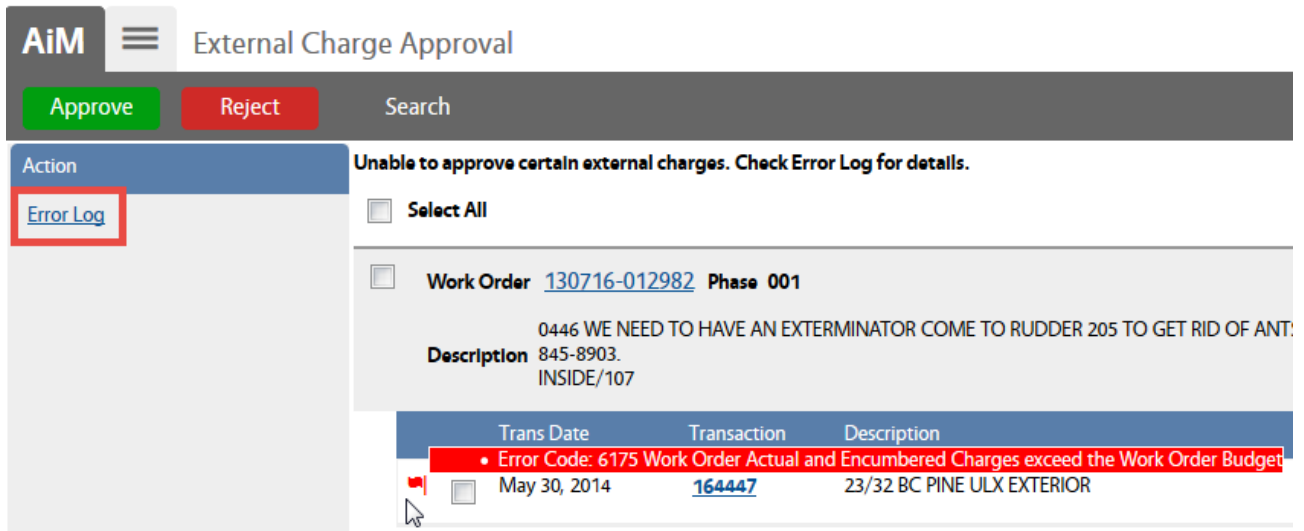 AiM External Charge Approval
Approve Reject Search
Action
Error Log
Unable to approve certain external charges. Check Error Log for details.
Select All
Work Order 130716-012982 Phase 001
0446 WE NEED TO HAVE AN EXTERMINATOR COME TO RUDDER 205 TO GET RID OF ANTS
Description 845-8903.
INSIDE/107
Trans Date Transaction Description
• Error Code: 6175 Work Order Actual and Encumbered Charges exceed the Work Order Budget
May 30, 2014 164447 23/32 BC PINE ULX EXTERIOR